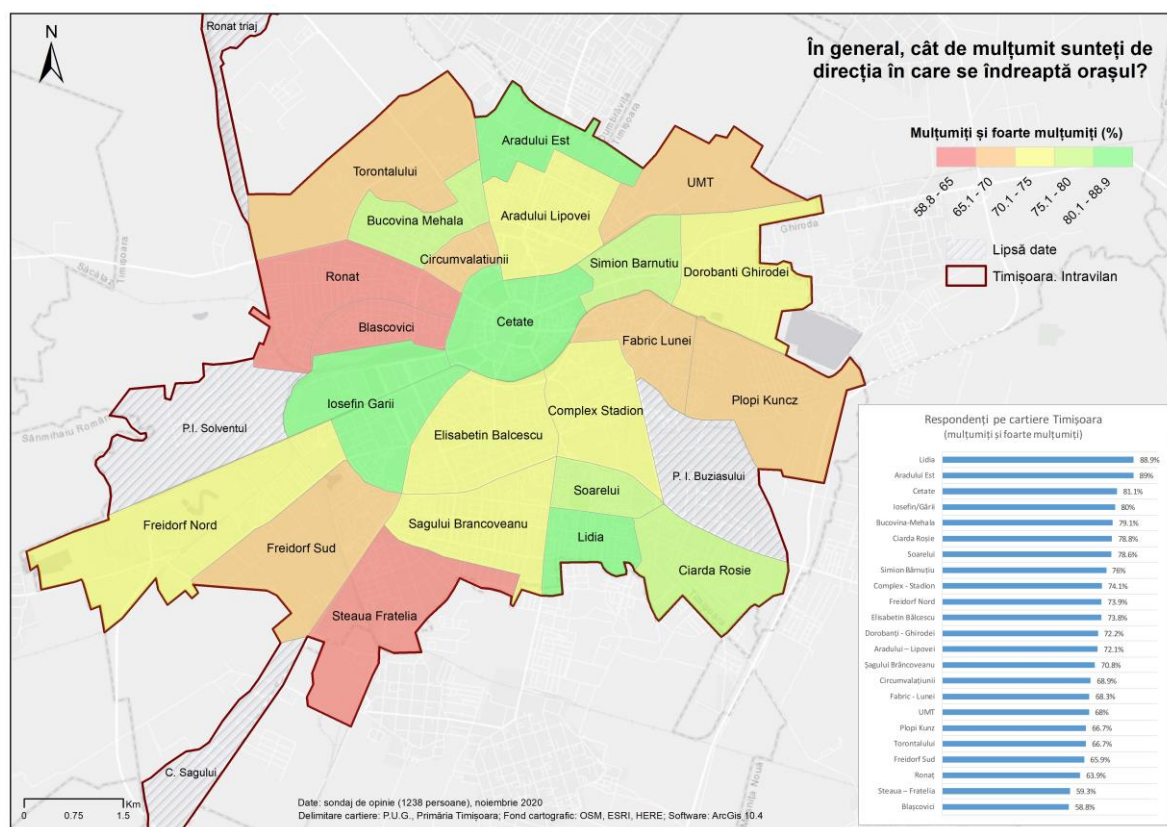 Ronat triaj
N
În general, cât de mulțumit sunteți de
direcția în care se îndreaptă orașul?
Mulțumiți și foarte mulțumiți (%)
58.8 - 65
65.1 - 70
70.1 - 75
75.1 - 80
80.1 - 88.9
Lipsă date
Timișoara. Intravilan
Dumbrăvița
Timișoara
Aradului Est
Torontalului
UMT
Bucovina Mehala
Aradului Lipovei
Ghiroda
Circumvalatiunii
Simion Barnutiu
Dorobanti Ghirodei
Săcălaz
Timișoara
Ronat
Cetate
Blascovici
Fabric Lunei
Iosefin Garii
Plopi Kuncz
Complex Stadion
Sânmihaiu Român
P.I. Solventul
Elisabetin Balcescu
P. I. Buziasului
Soarelui
Freidorf Nord
Sagului Brancoveanu
Lidia
Freidorf Sud
Ciarda Rosie
Steaua Fratelia
C. Sagului
Moșnița Nouă
Km
0 0.75 1.5
Date: sondaj de opinie (1238 persoane), noiembrie 2020
Delimitare cartiere: P.U.G., Primăria Timișoara; Fond cartografic: OSM, ESRI, HERE; Software: ArcGis 10.4
Respondenți pe cartiere Timișoara
(mulțumiți și foarte mulțumiți)
Lidia 88.9%
Aradului Est 89%
Cetate 81.1%
Iosefin/Gării 80%
Bucovina-Mehala 79.1%
Ciarda Roșie 78.8%
Soarelui 78.6%
Simion Bărnuțiu 76%
Complex - Stadion 74.1%
Freidorf Nord 73.9%
Elisabetin Bălcescu 73.8%
Dorobanți - Ghirodei 72.2%
Aradului – Lipovei 72.1%
Șagului Brâncoveanu 70.8%
Circumvalațiunii 68.9%
Fabric - Lunei 68.3%
UMT 68%
Plopi Kunz 66.7%
Torontalului 66.7%
Freidorf Sud 65.9%
Ronaț 63.9%
Steaua – Fratelia 59.3%
Blașcovici 58.8%